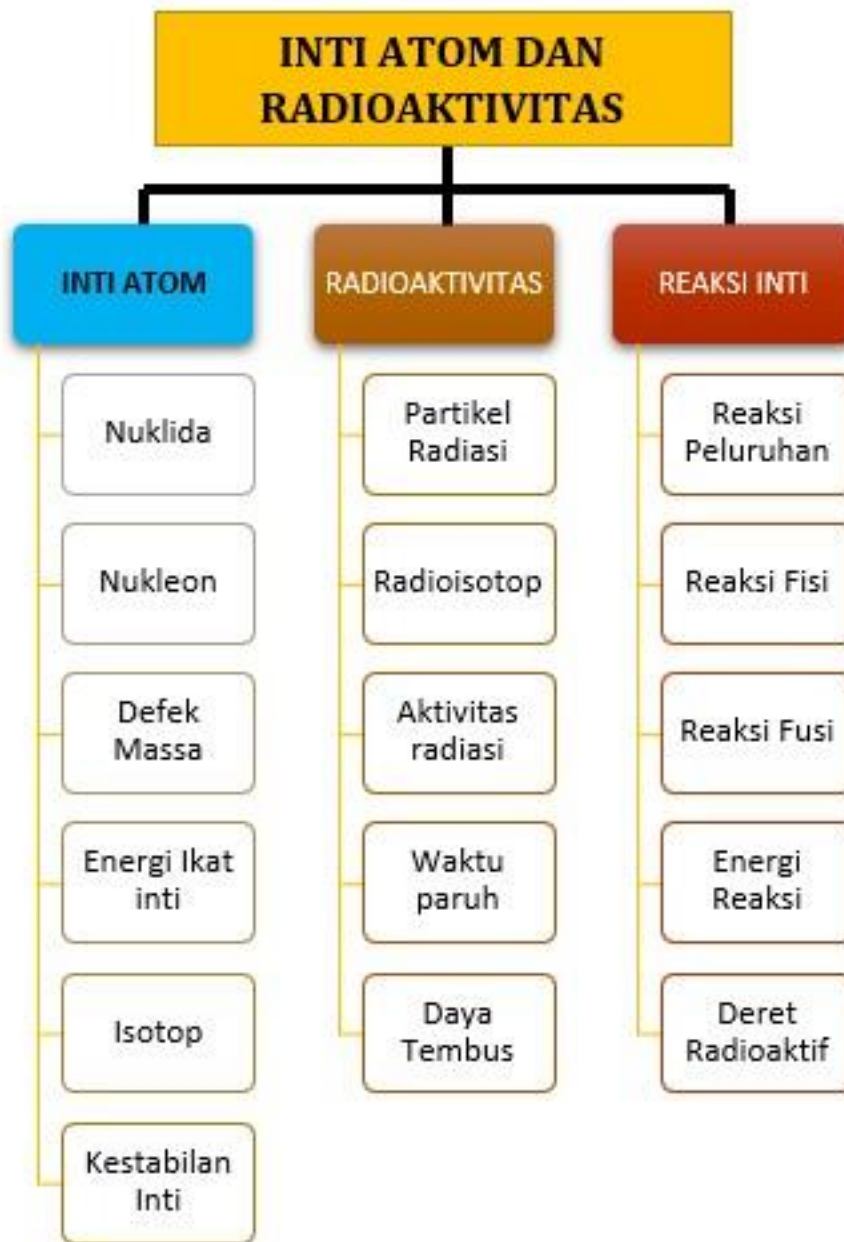 INTI ATOM DAN
RADIOAKTIVITAS
INTI ATOM
Nuklida
Nukleon
Defek
Massa
Energi Ikat
inti
Isotop
Kestabilan
Inti
RADIOAKTIVITAS
Partikel
Radiasi
Radioisotop
Aktivitas
radiasi
Waktu
paruh
Daya
Tembus
REAKSI INTI
Reaksi
Peluruhan
Reaksi Fisi
Reaksi Fusi
Energi
Reaksi
Deret
Radioaktif